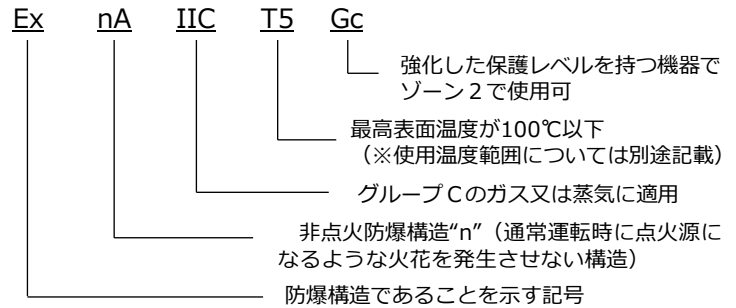 Ex nA IIC T5 Gc
強化した保護レベルを持つ機器で
ゾーン２で使用可
最高表面温度が100℃以下
（※使用温度範囲については別途記載）
グループＣのガス又は蒸気に適用
非点火防爆構造“n”（通常運転時に点火源に
なるような火花を発生させない構造）
防爆構造であることを示す記号